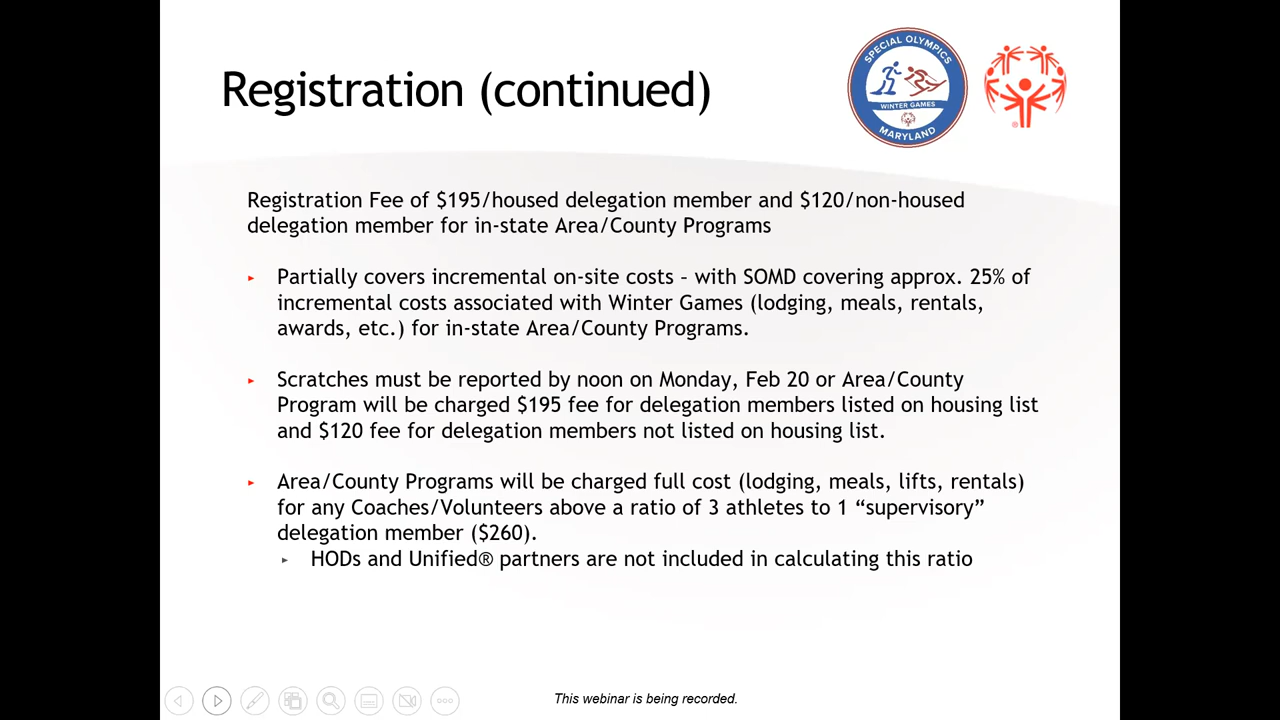 Registration (continued)
SPECIAL OLYMPICS
WINTER GAMES
MARYLAND
Registration Fee of $195/housed delegation member and $120/non-housed
delegation member for in-state Area/County Programs
Partially covers incremental on-site costs – with SOMD covering approx. 25% of
incremental costs associated with Winter Games (lodging, meals, rentals,
awards, etc.) for in-state Area/County Programs.
Scratches must be reported by noon on Monday, Feb 20 or Area/County
Program will be charged $195 fee for delegation members listed on housing list
and $120 fee for delegation members not listed on housing list.
Area/County Programs will be charged full cost (lodging, meals, lifts, rentals)
for any Coaches/Volunteers above a ratio of 3 athletes to 1 “supervisory”
delegation member ($260).
HODs and Unified® partners are not included in calculating this ratio
This webinar is being recorded.